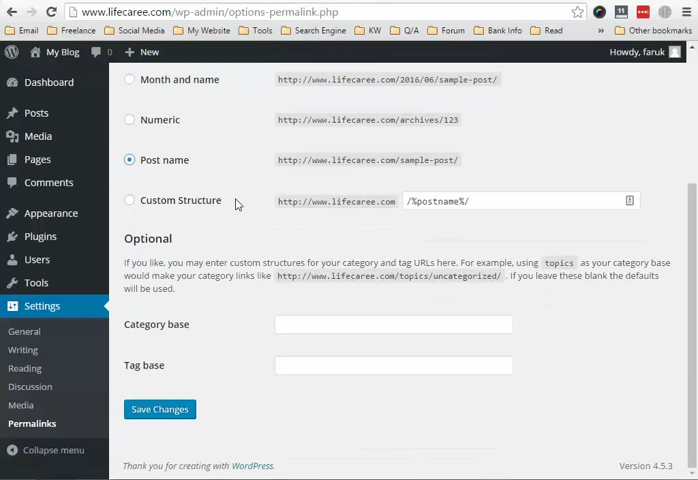 www.lifecaree.com/wp-admin/options-permalink.php
Email Freelancing Social Media My Website Tools Search Engine KW Q/A Forum Bank Info Read » Other bookmarks
My Blog 0 + New Howdy, faruk
Dashboard
Posts
Media
Pages
Comments
Appearance
Plugins
Users
Tools
Settings
General
Writing
Reading
Discussion
Media
Permalinks
Collapse menu
Month and name http://www.lifecaree.com/2016/06/sample-post/
Numeric http://www.lifecaree.com/archives/123
Post name http://www.lifecaree.com/sample-post/
Custom Structure http://www.lifecaree.com /%postname%/
Optional
If you like, you may enter custom structures for your category and tag URLs here. For example, using topics as your category base
would make your category links like http://www.lifecaree.com/topics/uncategorized/ . If you leave these blank the defaults
will be used.
Category base
Tag base
Save Changes
Thank you for creating with WordPress. Version 4.5.3